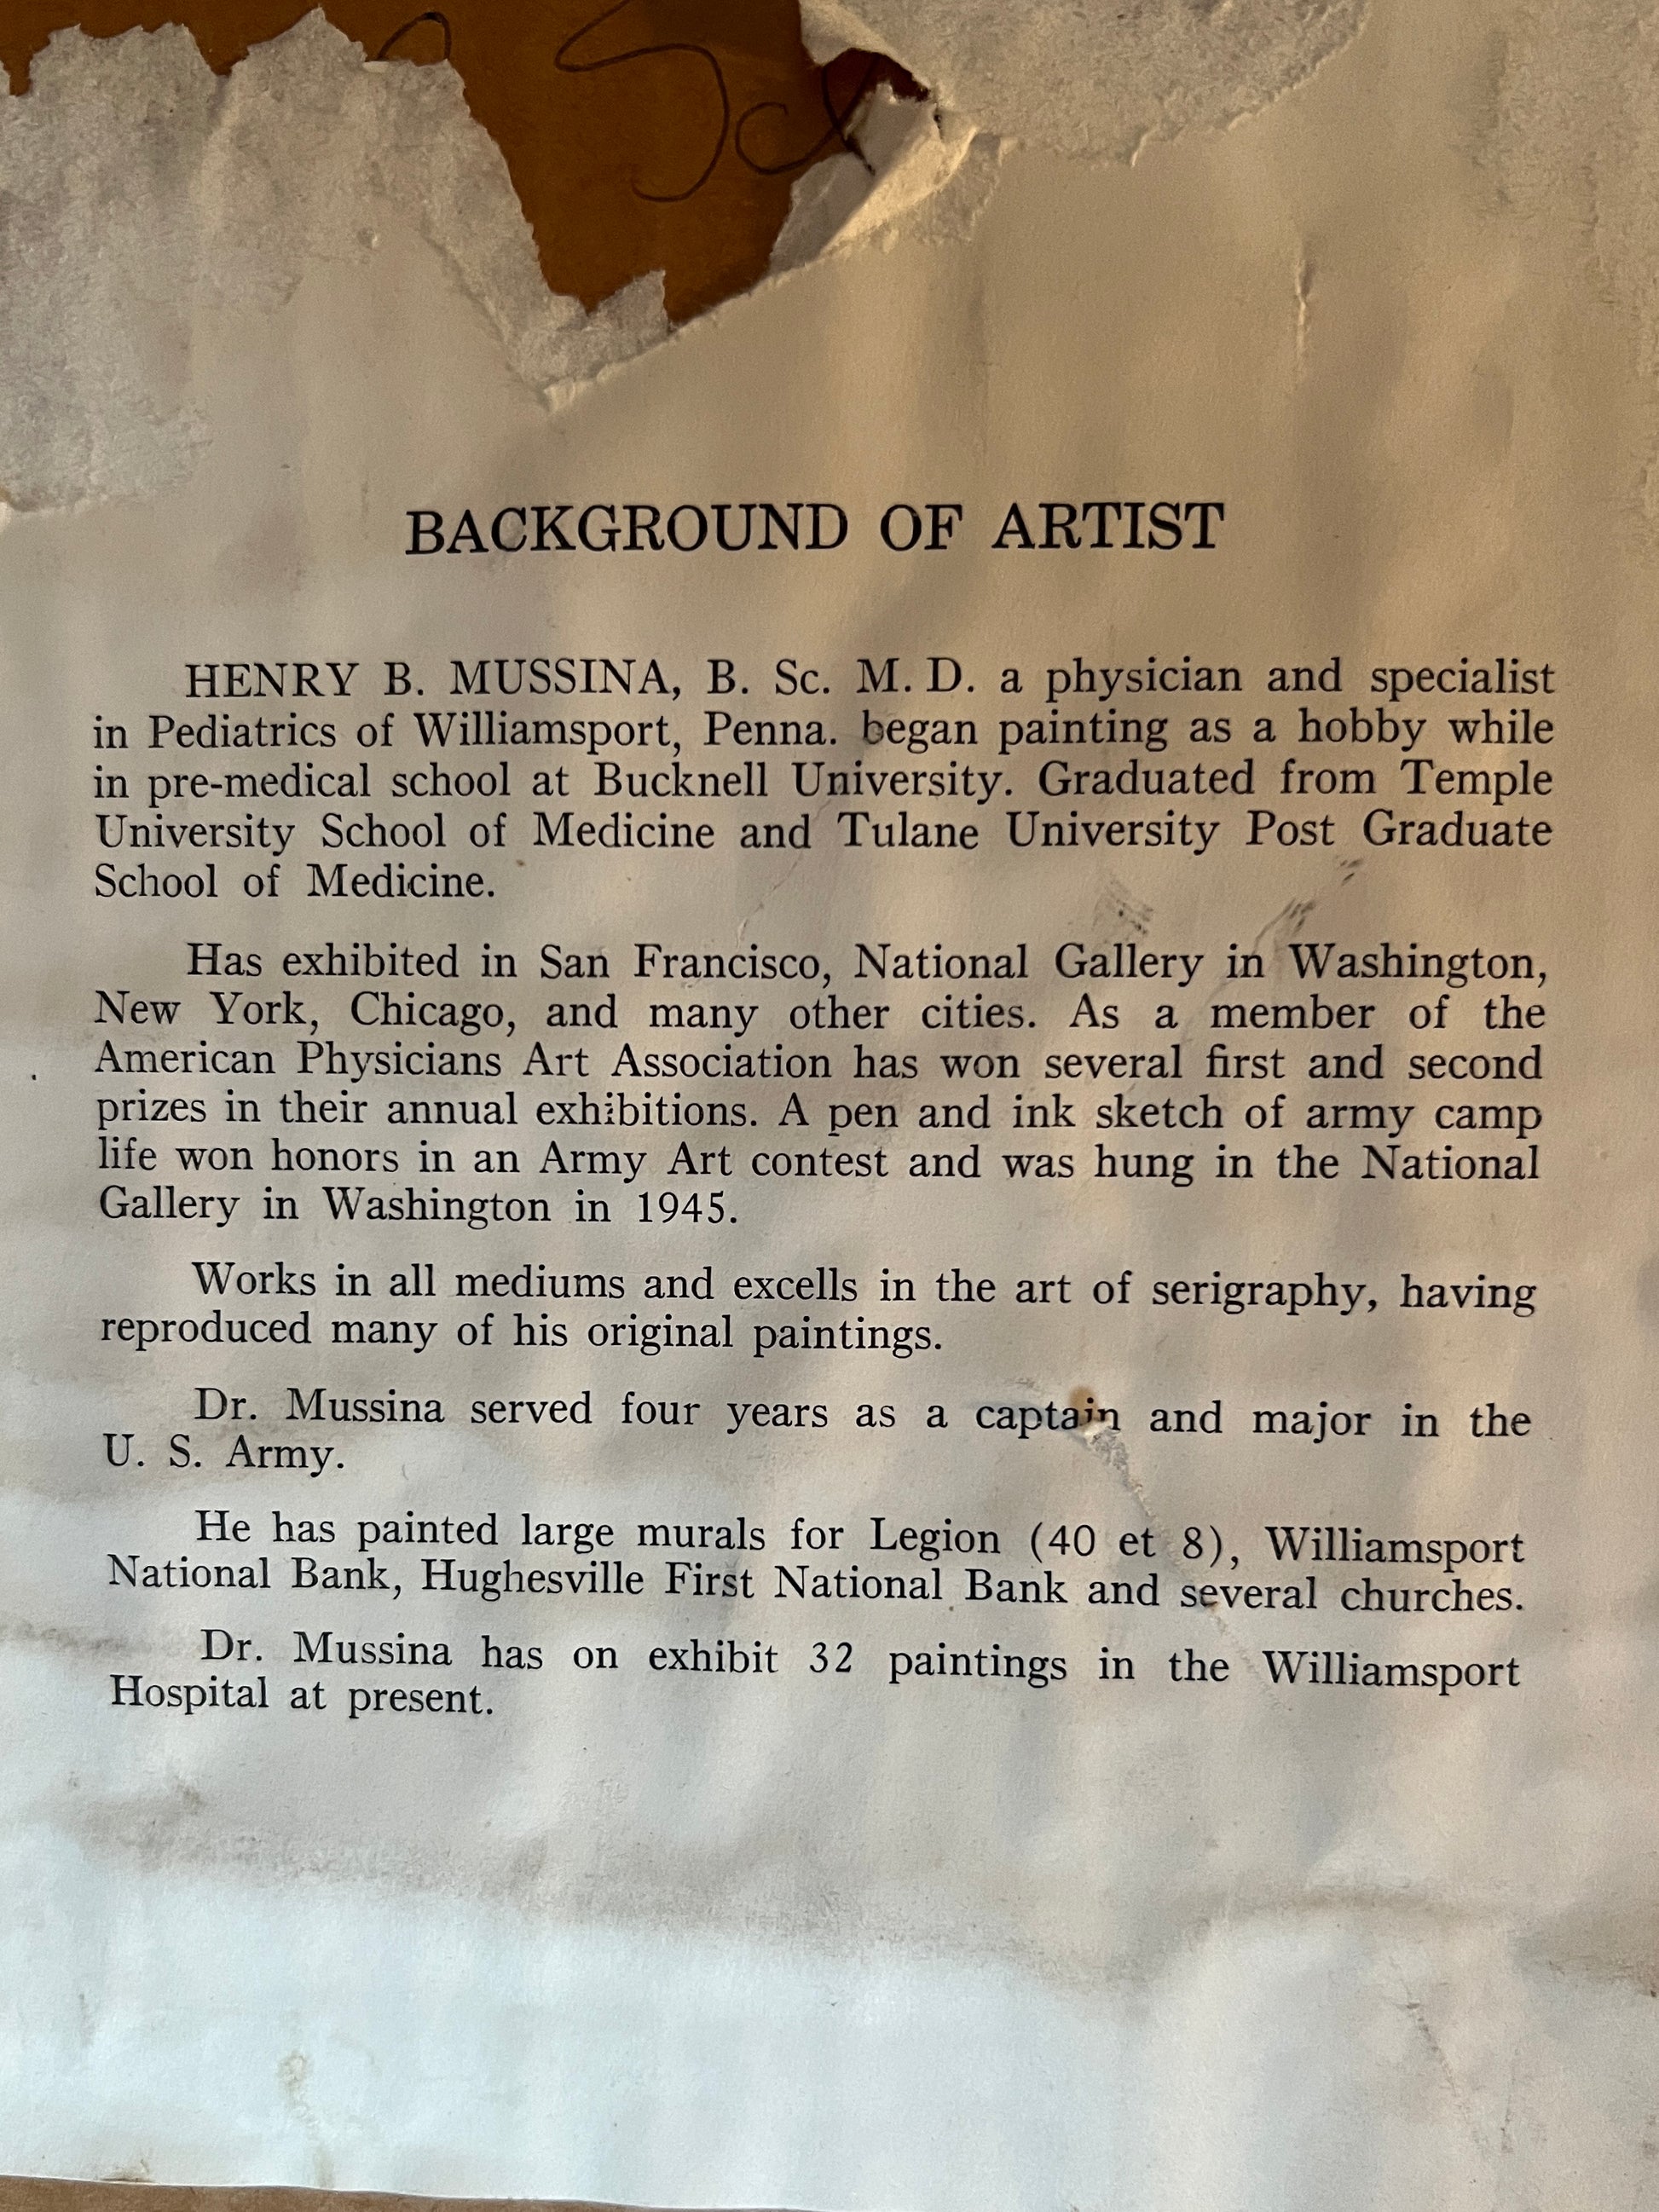 BACKGROUND OF ARTIST
HENRY B. MUSSINA, B. Sc. M. D. a physician and specialist
in Pediatrics of Williamsport, Penna. began painting as a hobby while
in pre-medical school at Bucknell University. Graduated from Temple
University School of Medicine and Tulane University Post Graduate
School of Medicine.
Has exhibited in San Francisco, National Gallery in Washington,
New York, Chicago, and many other cities. As a member of the
American Physicians Art Association has won several first and second
prizes in their annual exhibitions. A pen and ink sketch of army camp
life won honors in an Army Art contest and was hung in the National
Gallery in Washington in 1945.
Works in all mediums and excells in the art of serigraphy, having
reproduced many of his original paintings.
Dr. Mussina served four years as a captain and major in the
U. S. Army.
He has painted large murals for Legion (40 et 8), Williamsport
National Bank, Hughesville First National Bank and several churches.
Dr. Mussina has on exhibit 32 paintings in the Williamsport
Hospital at present.